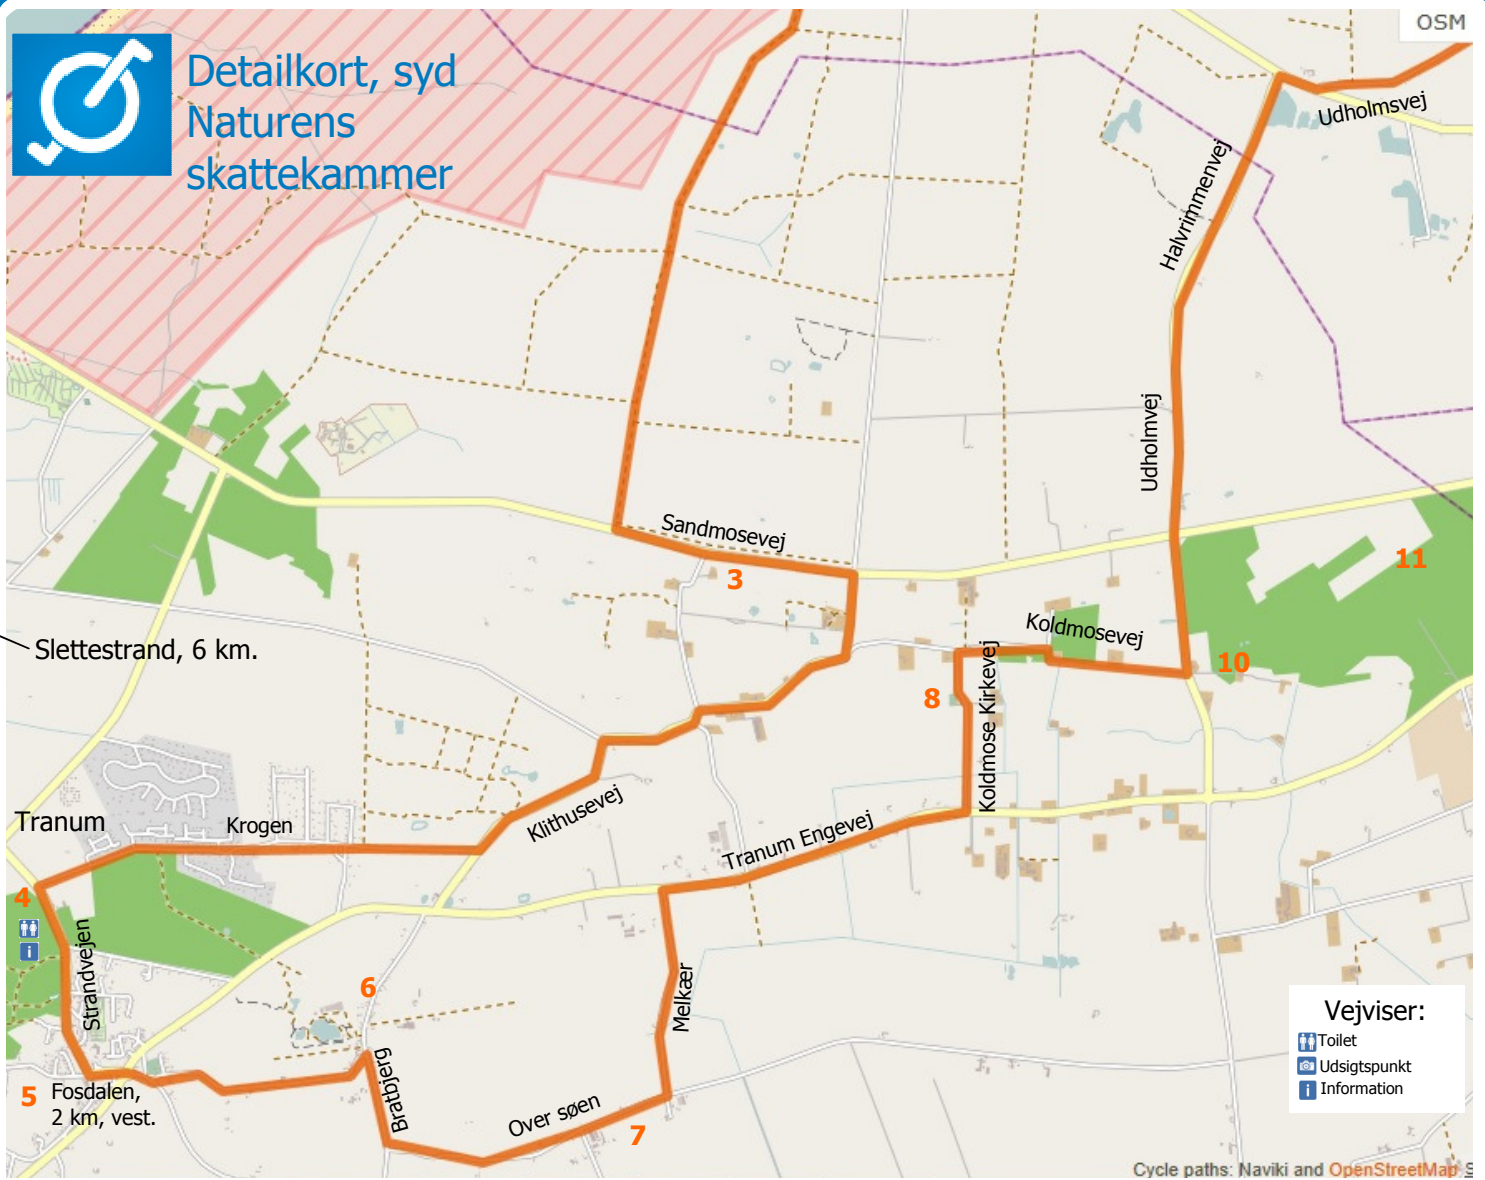 OSM
Detailkort, syd
Naturens
skattekammer
Udholmsvej
Halvrimmenvej
Udholmvej
Sandmosevej
3
11
Slettestrand, 6 km.
Koldmosevej
10
8
Koldmose Kirkevej
Klithusevej
Tranum
Krogen
Tranum Engevej
4
i
Strandvejen
6
Melkær
5
Fosdalen,
2 km, vest.
Bratbjerg
Over søen
7
Vejviser:
Toilet
Udsigtspunkt
i Information
Cycle paths: Naviki and OpenStreetMap S